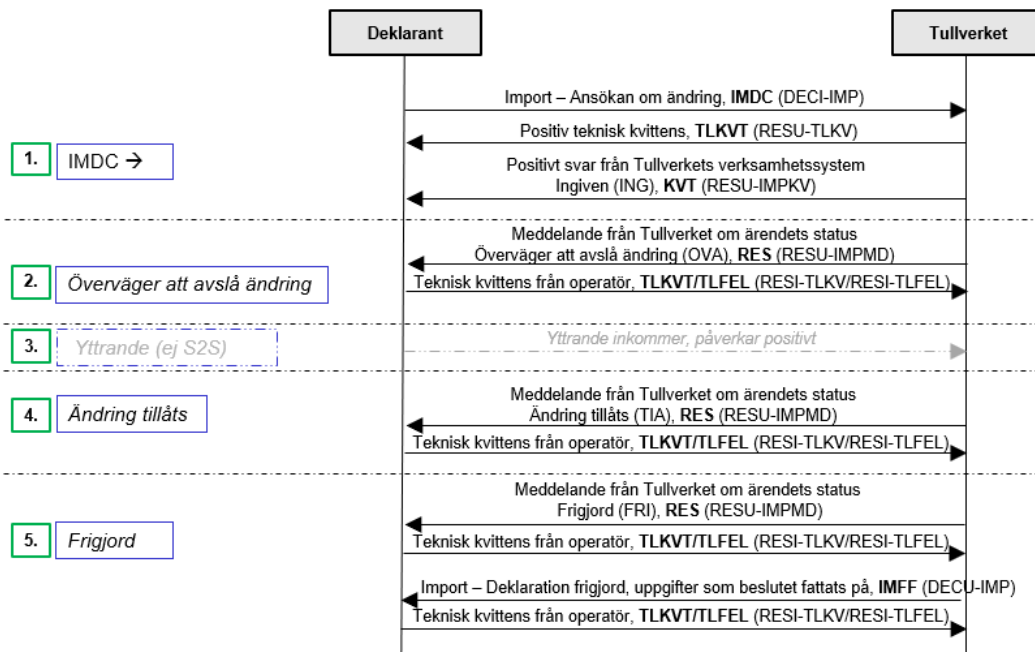 Deklarant
Tullverket
Import – Ansökan om ändring, IMDC (DECI-IMP)
Positiv teknisk kvittens, TLKVT (RESU-TLKV)
1.
IMDC →
Positivt svar från Tullverkets verksamhetssystem
Ingiven (ING), KVT (RESU-IMPKV)
Meddelande från Tullverket om ärendets status
Överväger att avslå ändring (OVA), RES (RESU-IMPMD)
2.
Överväger att avslå ändring
Teknisk kvittens från operatör, TLKVT/TLFEL (RESI-TLKV/RESI-TLFEL)
3.
Yttrande (ej S2S)
Yttrande inkommer, påverkar positivt
Meddelande från Tullverket om ärendets status
4.
Ändring tillåts
Ändring tillåts (TIA), RES (RESU-IMPMD)
Teknisk kvittens från operatör, TLKVT/TLFEL (RESI-TLKV/RESI-TLFEL)
Meddelande från Tullverket om ärendets status
Frigjord (FRI), RES (RESU-IMPMD)
5.
Frigjord
Teknisk kvittens från operatör, TLKVT/TLFEL (RESI-TLKV/RESI-TLFEL)
Import – Deklaration frigjord, uppgifter som beslutet fattats på, IMFF (DECU-IMP)
Teknisk kvittens från operatör, TLKVT/TLFEL (RESI-TLKV/RESI-TLFEL)